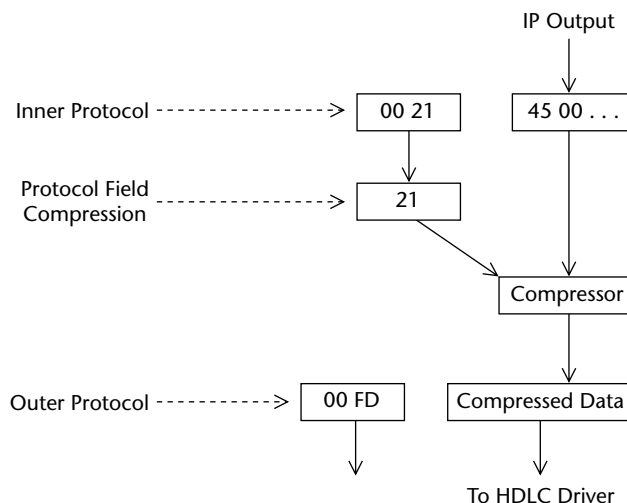 IP Output
Inner Protocol
00 21
45 00 . . .
Protocol Field
Compression
21
Compressor
Outer Protocol
00 FD
Compressed Data
To HDLC Driver